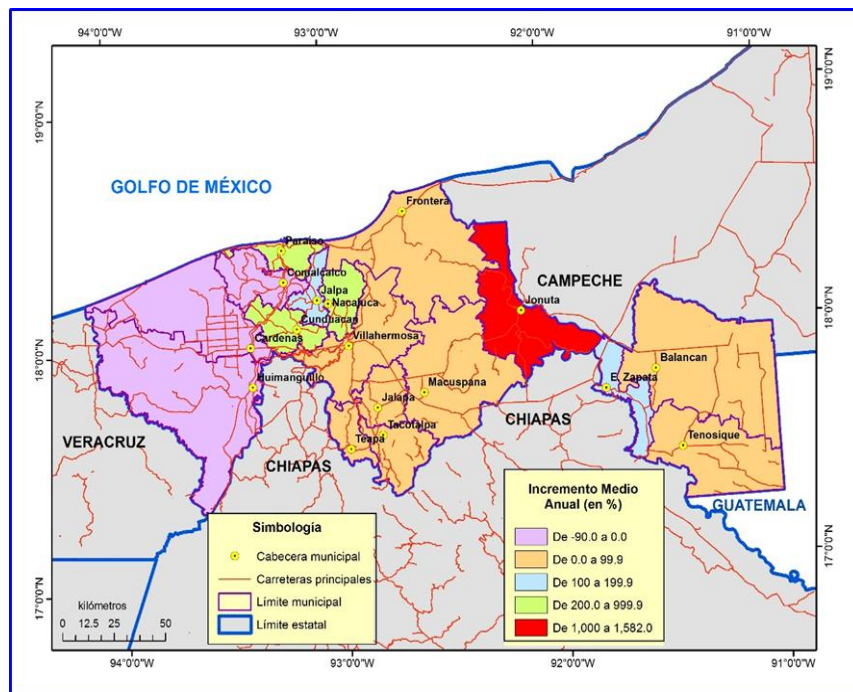 94°0'0"W
93°0'0"W
92°0'0"W
91°0'0"W
19°0'0"N
19°0'0"N
GOLFO DE MÉXICO
Frontera
Paraiso
CAMPECHE
Comalcalco
Jalpa
Nacajuca
Jonuta
18°0'0"N
Cunduacan
Cardenas
Villahermosa
18°0'0"N
Balancan
Huimanguillo
Macuspana
E. Zapata
Jalapa
CHIAPAS
VERACRUZ
Tacotalpa
Teapa
Tenosique
CHIAPAS
GUATEMALA
Incremento Medio
Anual (en %)
De -90.0 a 0.0
De 0.0 a 99.9
De 100 a 199.9
De 200.0 a 999.9
De 1,000 a 1,582.0
Simbología
Cabecera municipal
Carreteras principales
Límite municipal
Límite estatal
17°0'0"N
17°0'0"N
kilómetros
0 12.5 25 50
94°0'0"W
93°0'0"W
92°0'0"W
91°0'0"W